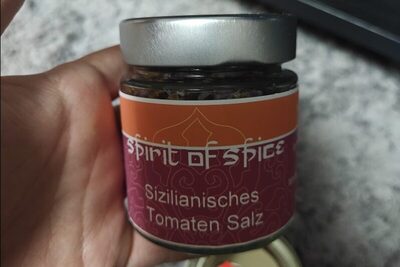 spirit of spice
Sizilianisches
Tomaten Salz